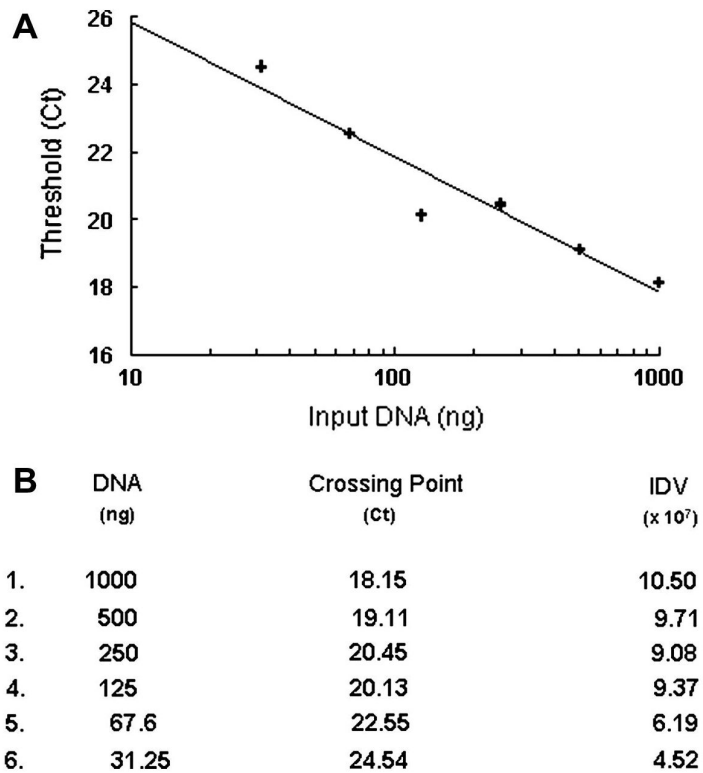 A
Threshold (Ct)
26
24
22
20
18
16
10 100 1000
Input DNA (ng)
B DNA Crossing Point IDV
(ng) (Ct) (x 10⁷)
1. 1000 18.15 10.50
2. 500 19.11 9.71
3. 250 20.45 9.08
4. 125 20.13 9.37
5. 67.6 22.55 6.19
6. 31.25 24.54 4.52